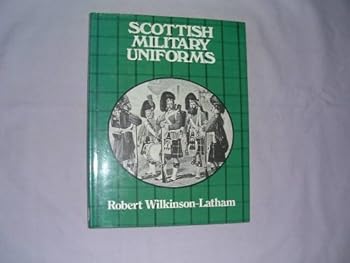 SCOTTISH
MILITARY
UNIFORMS
Robert Wilkinson-Latham